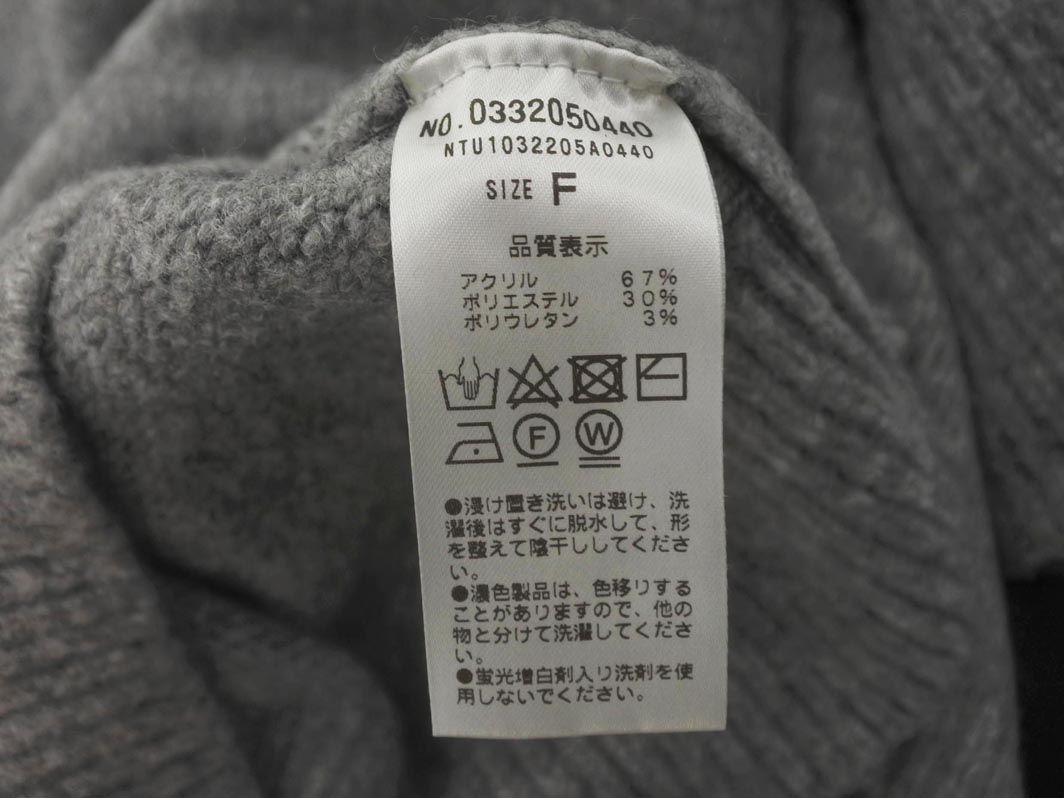 NO.0332050440
NTU1032205A0440
SIZE F
品質表示
アクリル 67%
ポリエステル 30%
ポリウレタン 3%
F W
●浸け置き洗いは避け、洗
濯後はすぐに脱水して、形
を整えて陰干ししてくださ
い。
●濃色製品は、色移りする
ことがありますので、他の
物と分けて洗濯してくださ
い。
●蛍光増白剤入り洗剤を使
用しないでください。